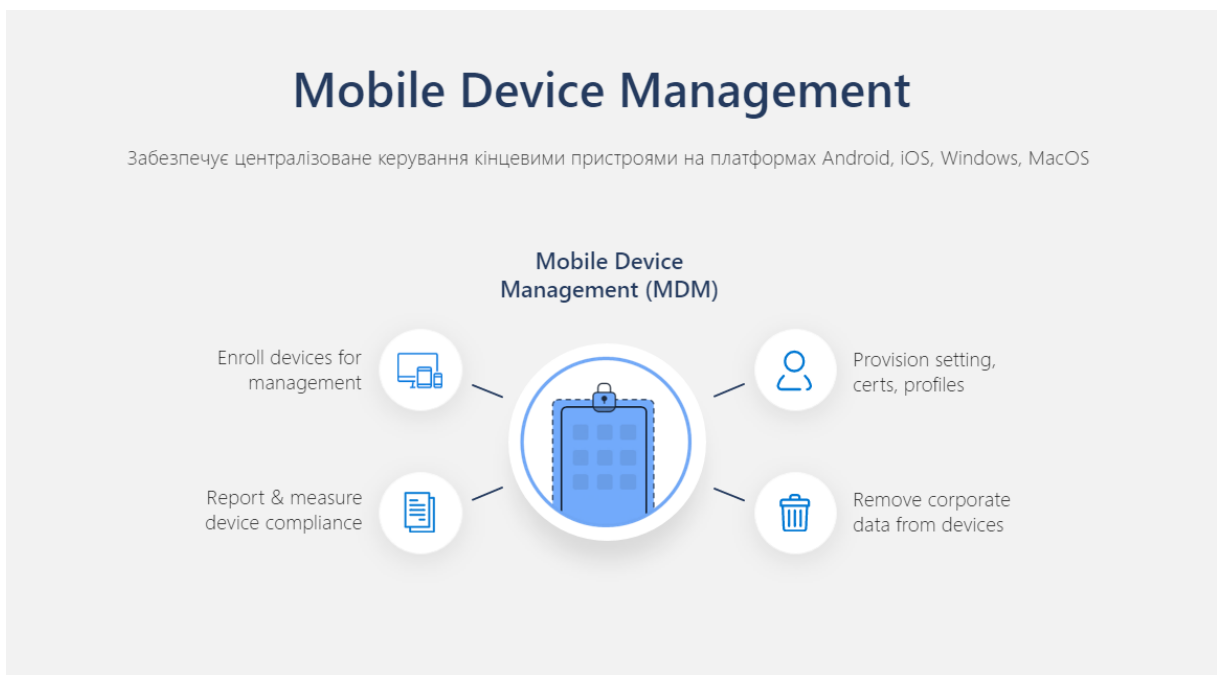 Mobile Device Management
Забезпечує централізоване керування кінцевими пристроями на платформах Android, iOS, Windows, MacOS
Mobile Device
Management (MDM)
Enroll devices for
management
Provision setting,
certs, profiles
Report & measure
device compliance
Remove corporate
data from devices